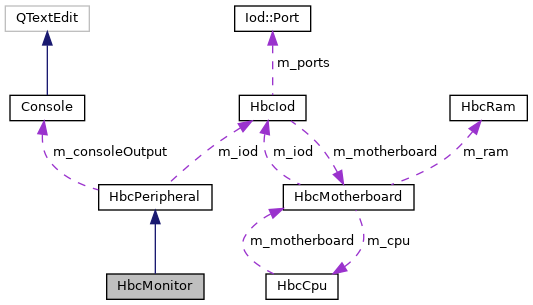 QTextEdit
Iod::Port
m_ports
Console
HbcIod
HbcRam
m_consoleOutput
m_iod
m_iod
m_motherboard
m_ram
HbcPeripheral
HbcMotherboard
m_motherboard
m_cpu
HbcMonitor
HbcCpu